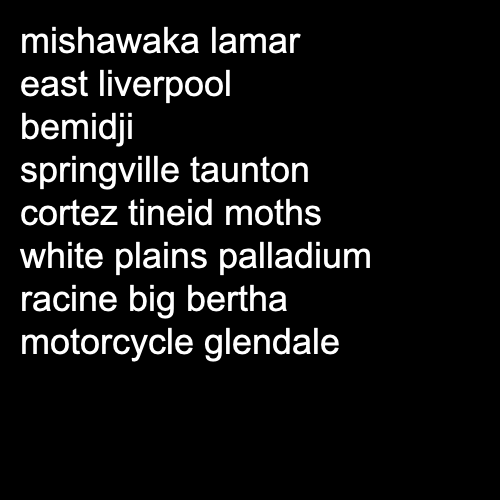 mishawaka lamar
east liverpool
bemidji
springville taunton
cortez tineid moths
white plains palladium
racine big bertha
motorcycle glendale